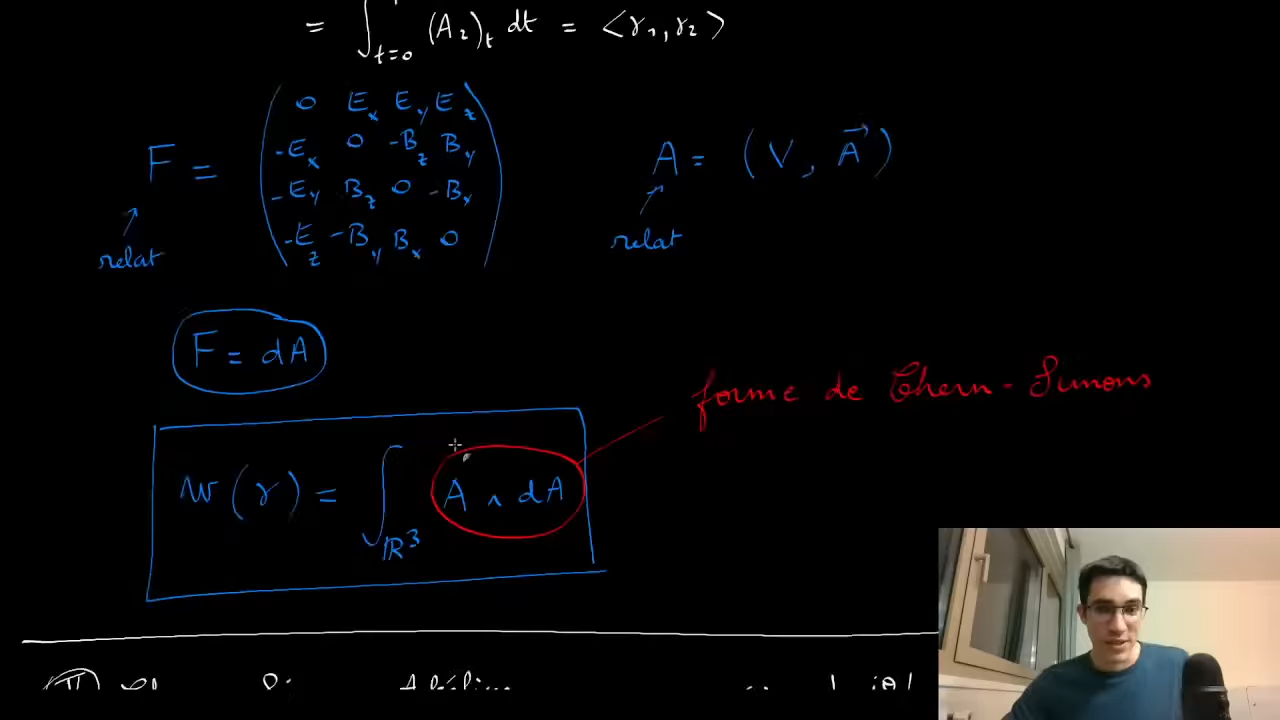 = ∫_{t=0} (A₂)_t dt = ⟨γ₁, γ₂⟩
0 E_x E_y E_z
-E_x 0 -B_z B_y
F = A = (V, A⃗)
-E_y B_z 0 -B_x
-E_z -B_y B_x 0
relat relat
F = dA
forme de Chern-Simons
W(γ) = ∫_{ℝ³} A ∧ dA